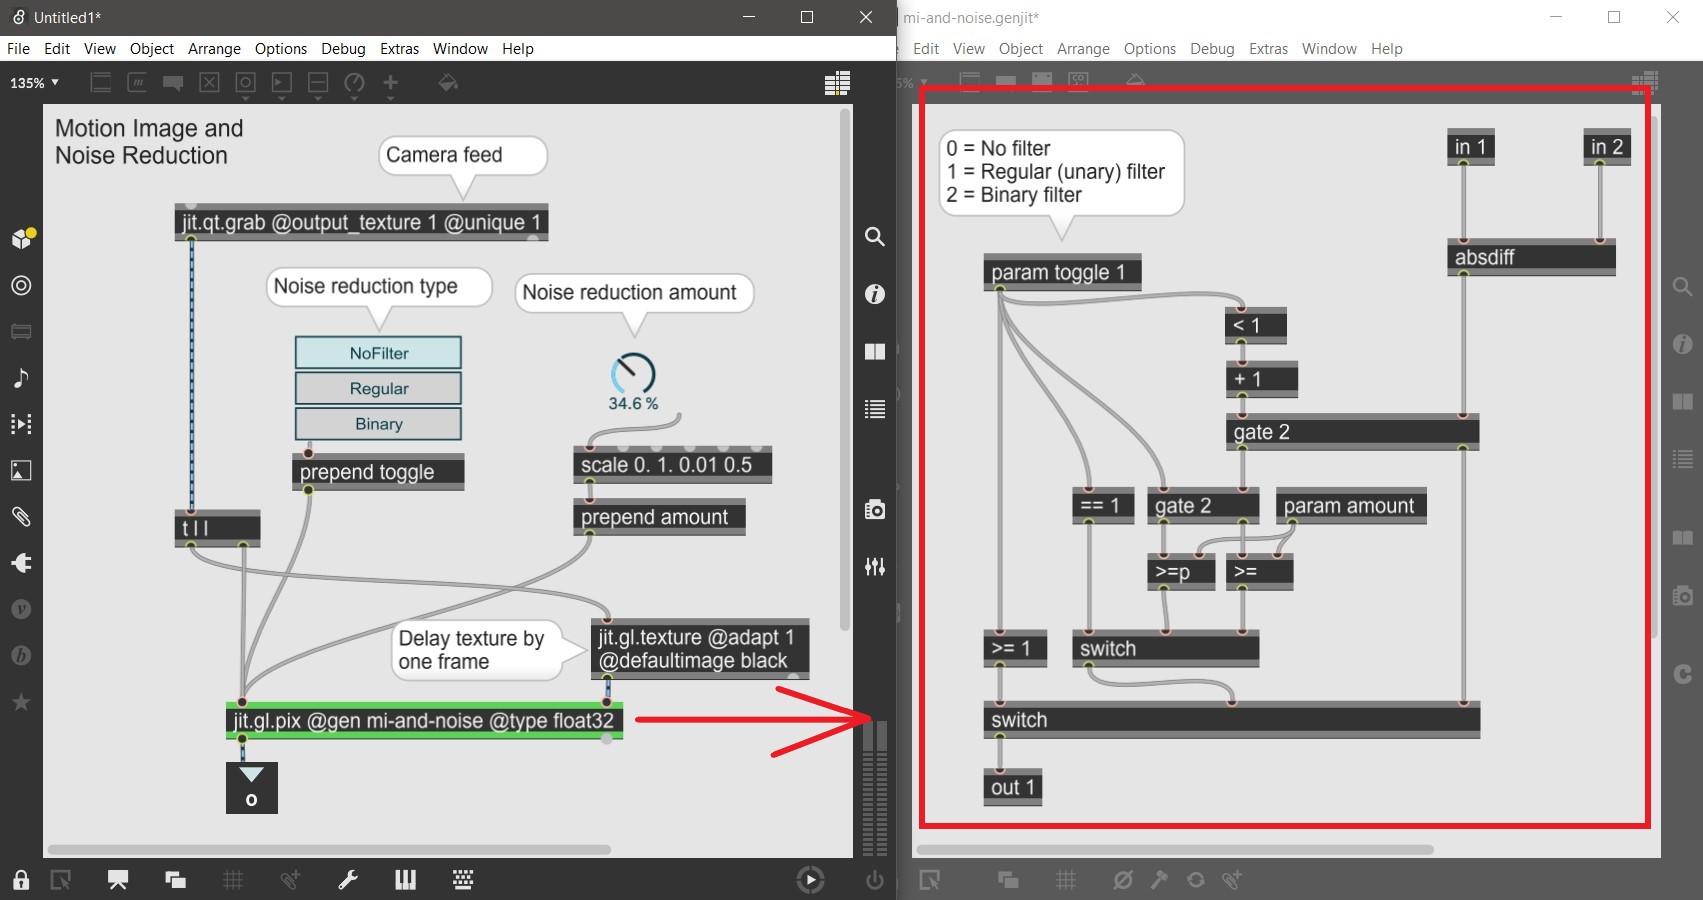 Untitled1*
File Edit View Object Arrange Options Debug Extras Window Help
135%
Motion Image and
Noise Reduction
Camera feed
jit.qt.grab @output_texture 1 @unique 1
Noise reduction type
Noise reduction amount
NoFilter
Regular
Binary
34.6 %
prepend toggle
scale 0. 1. 0.01 0.5
prepend amount
t l l
Delay texture by
one frame
jit.gl.texture @adapt 1
@defaultimage black
jit.gl.pix @gen mi-and-noise @type float32
o
mi-and-noise.genjit*
Edit View Object Arrange Options Debug Extras Window Help
0 = No filter
1 = Regular (unary) filter
2 = Binary filter
in 1
in 2
absdiff
param toggle 1
< 1
+ 1
gate 2
== 1
gate 2
param amount
>=p
>=
>= 1
switch
switch
out 1